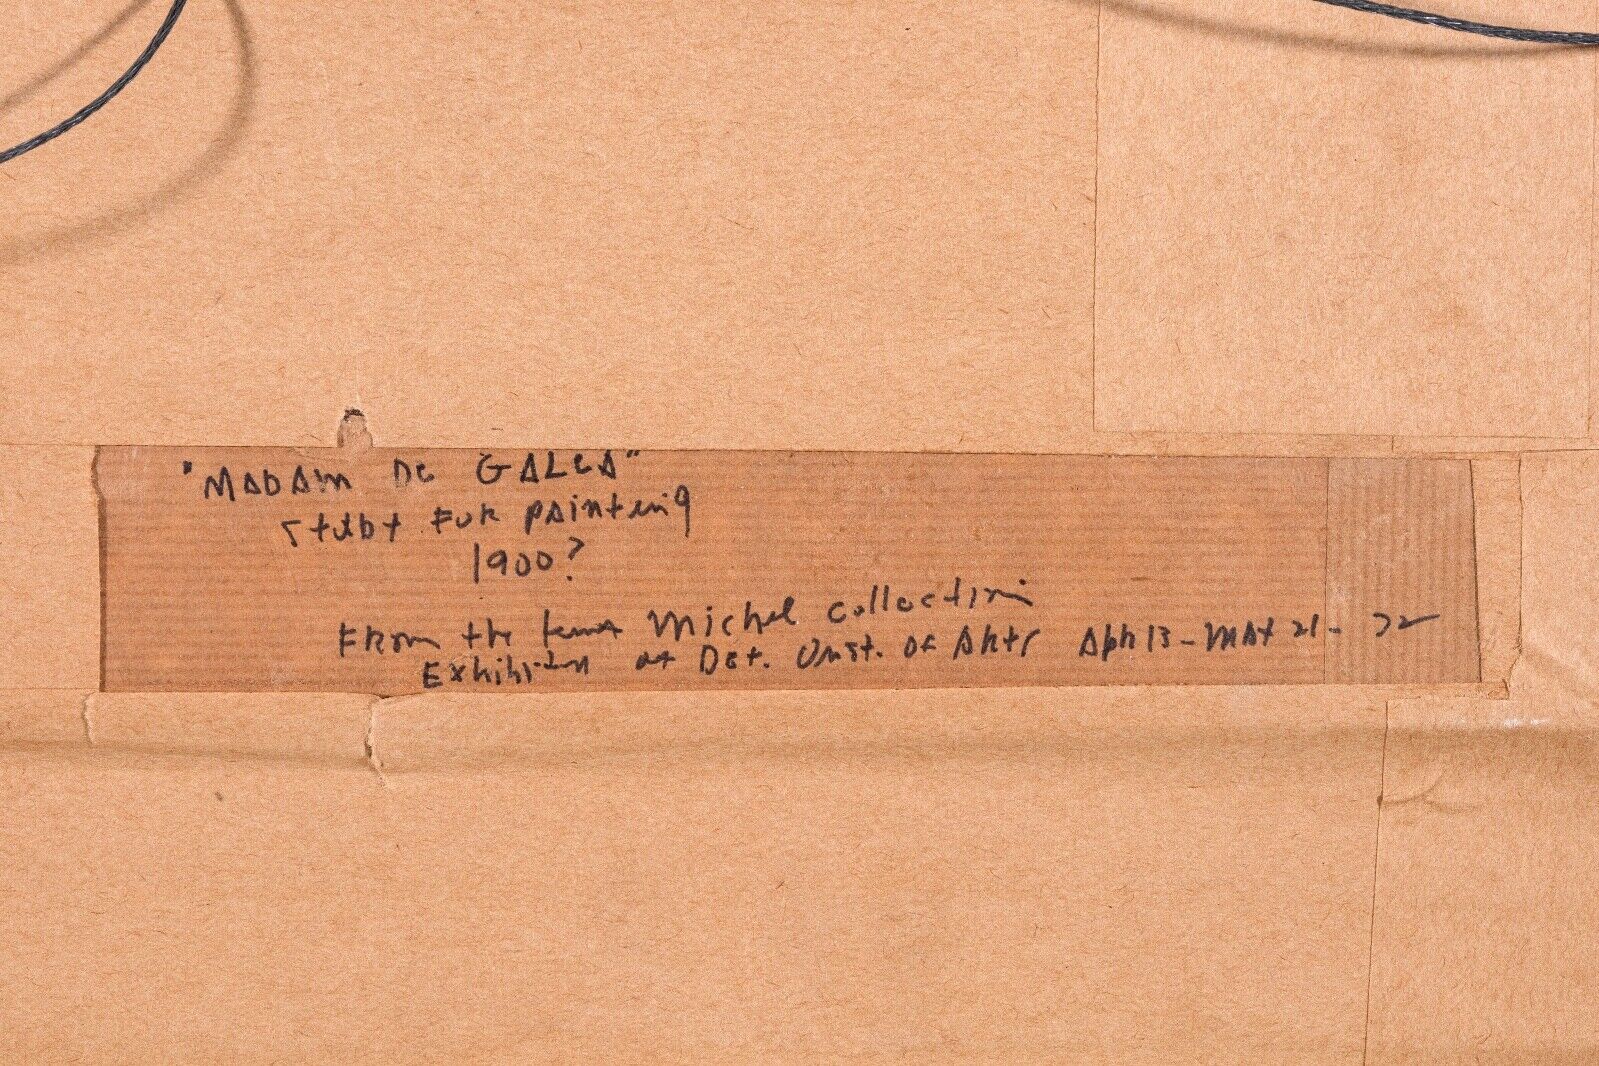 "MADAM De GALeA"
Study FOR painting
1900?
FRom the Michel collection
Exhibition at Det. Inst. of Arts Apr 13 - MAY 21 - 72